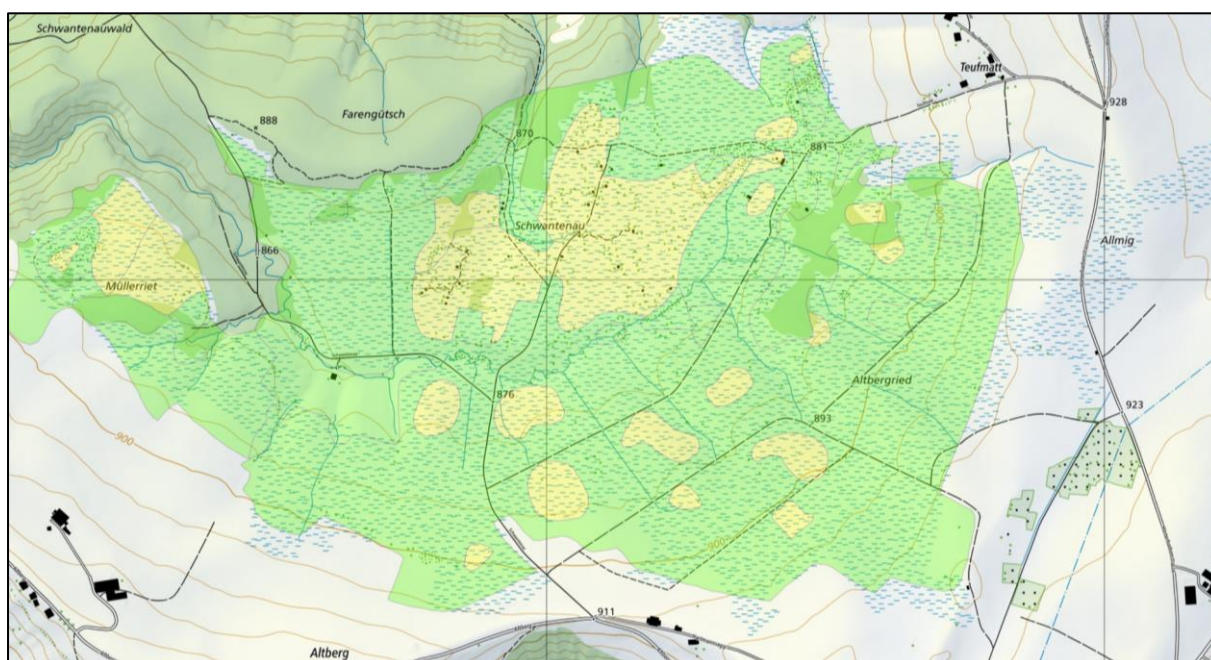 Schwantenauwald
Teufmatt
928
Farengütsch
888
870
881
Schwantenau
Allmig
866
Müllerriet
Altbergried
876
893
923
900
900
900
911
Altberg